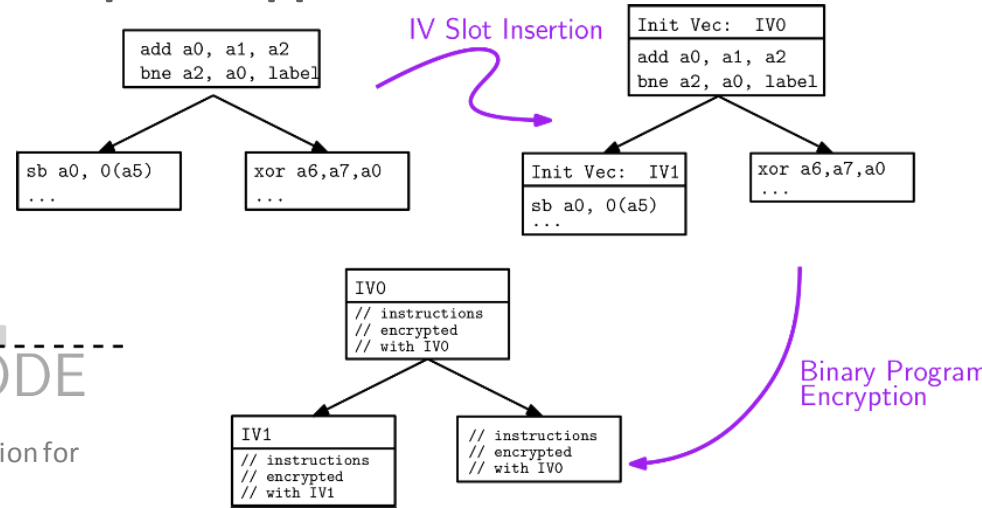 add a0, a1, a2
bne a2, a0, label
sb a0, 0(a5)
...
xor a6,a7,a0
...
IV Slot Insertion
Init Vec: IV0
add a0, a1, a2
bne a2, a0, label
Init Vec: IV1
sb a0, 0(a5)
...
xor a6,a7,a0
...
IV0
// instructions
// encrypted
// with IV0
IV1
// instructions
// encrypted
// with IV1
// instructions
// encrypted
// with IV0
Binary Program
Encryption
ODE
ion for